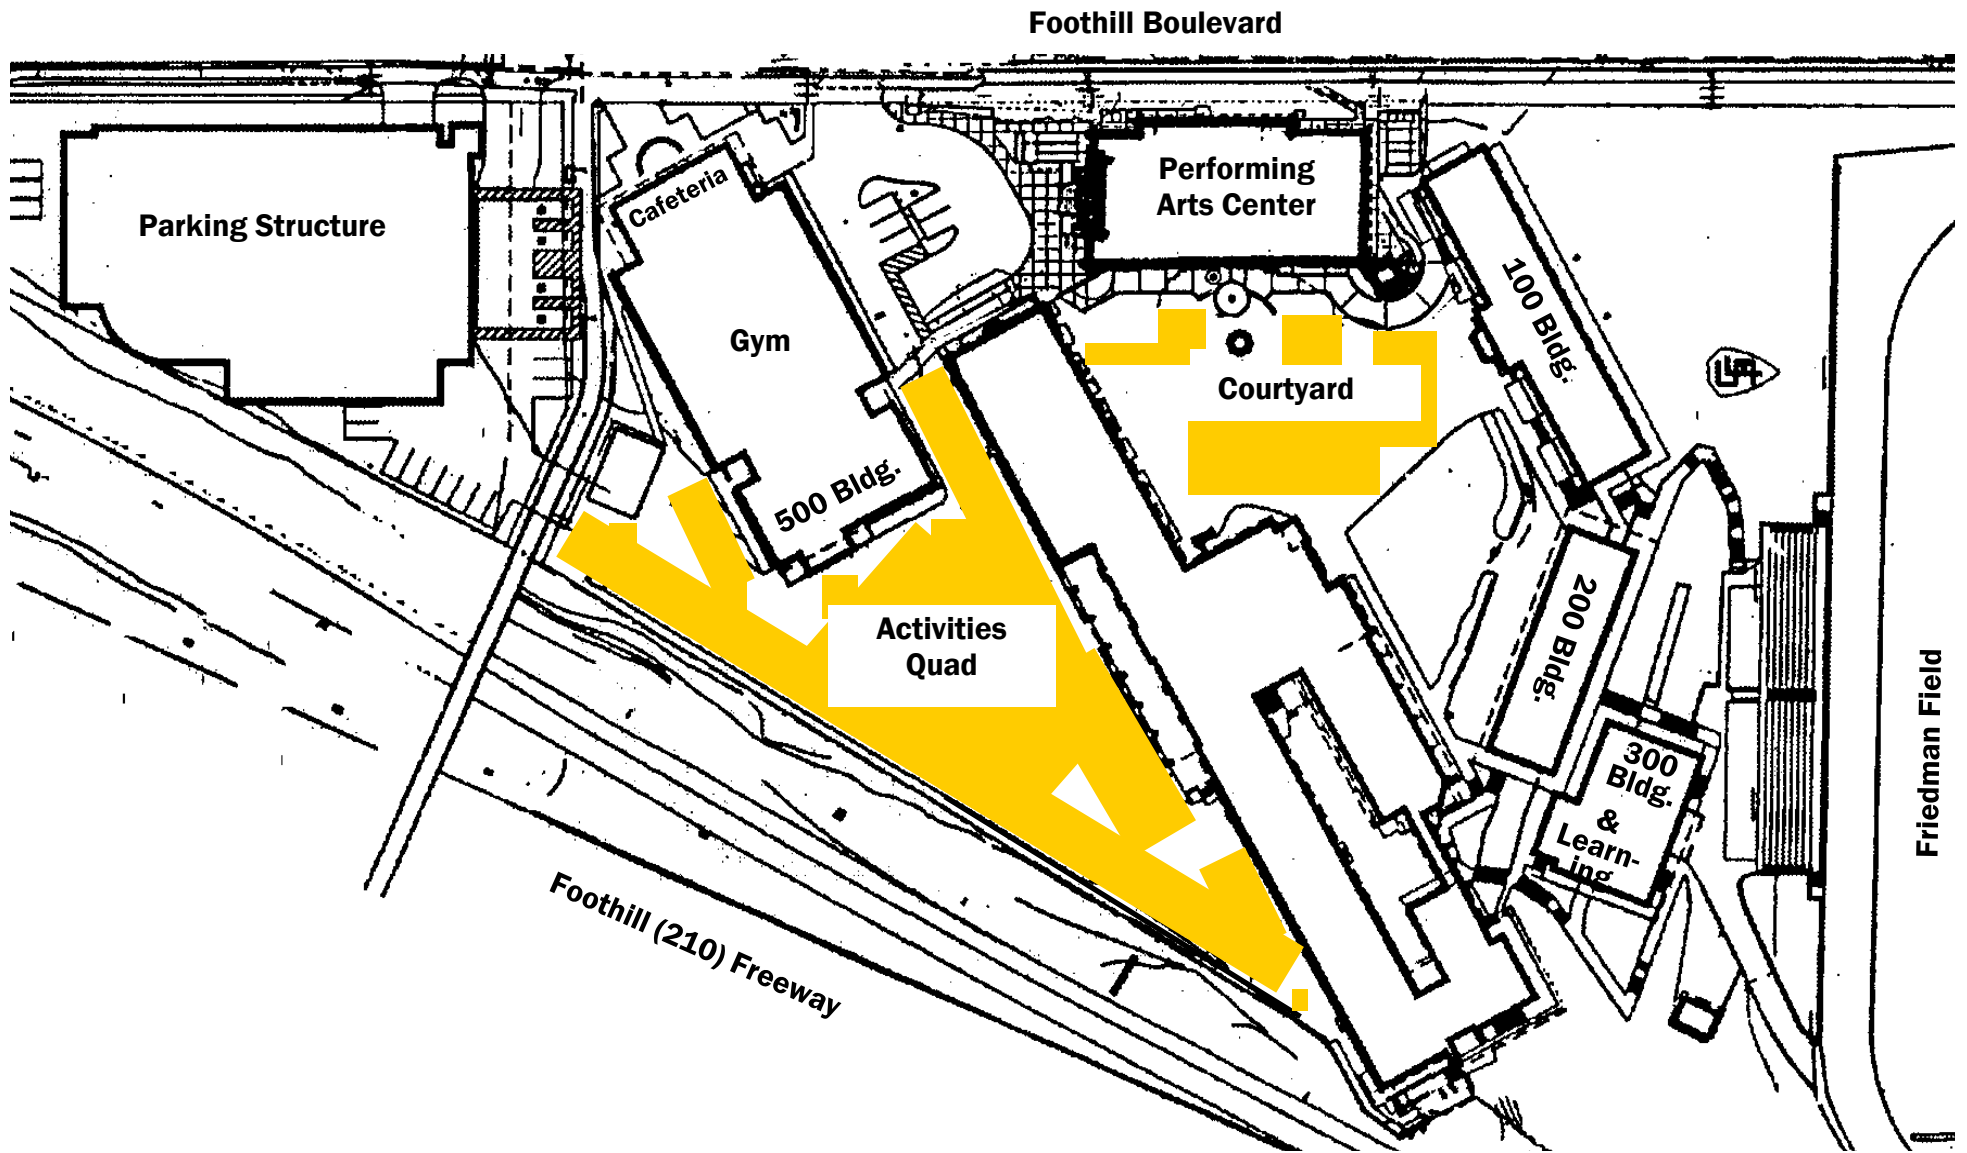 Foothill Boulevard
Parking Structure
Cafeteria
Gym
500 Bldg.
Performing
Arts Center
Courtyard
100 Bldg.
200 Bldg.
300
Bldg.
&
Learn-
ing
Activities
Quad
Friedman Field
Foothill (210) Freeway